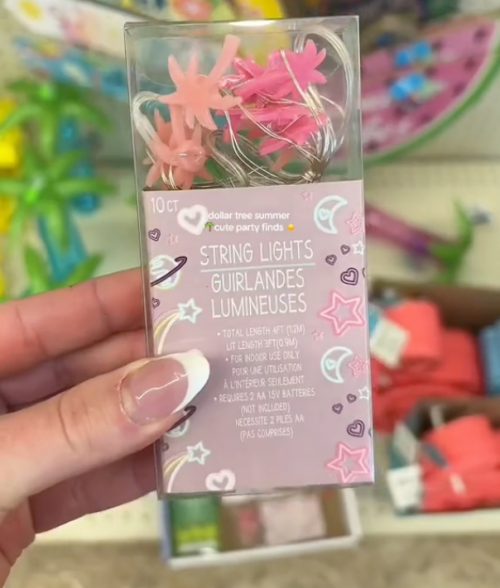 10 CT
dollar tree summer
🌴cute party finds
STRING LIGHTS
GUIRLANDES
LUMINEUSES
• TOTAL LENGTH 4FT (1.2M)
LIT LENGTH 3FT(0.9M)
• FOR INDOOR USE ONLY
POUR UNE UTILISATION
À L'INTÉRIEUR SEULEMENT
• REQUIRES 2 AA 1.5V BATTERIES
(NOT INCLUDED)
NÉCESSITE 2 PILES AA
(PAS COMPRISES)